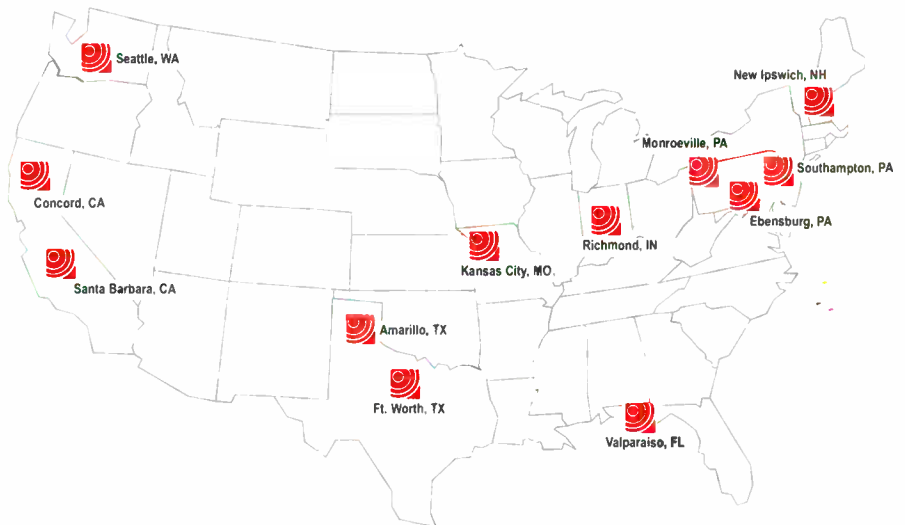 Seattle, WA
New Ipswich, NH
Monroeville, PA
Southampton, PA
Concord, CA
Ebensburg, PA
Richmond, IN
Kansas City, MO.
Santa Barbara, CA
Amarillo, TX
Ft. Worth, TX
Valparaiso, FL